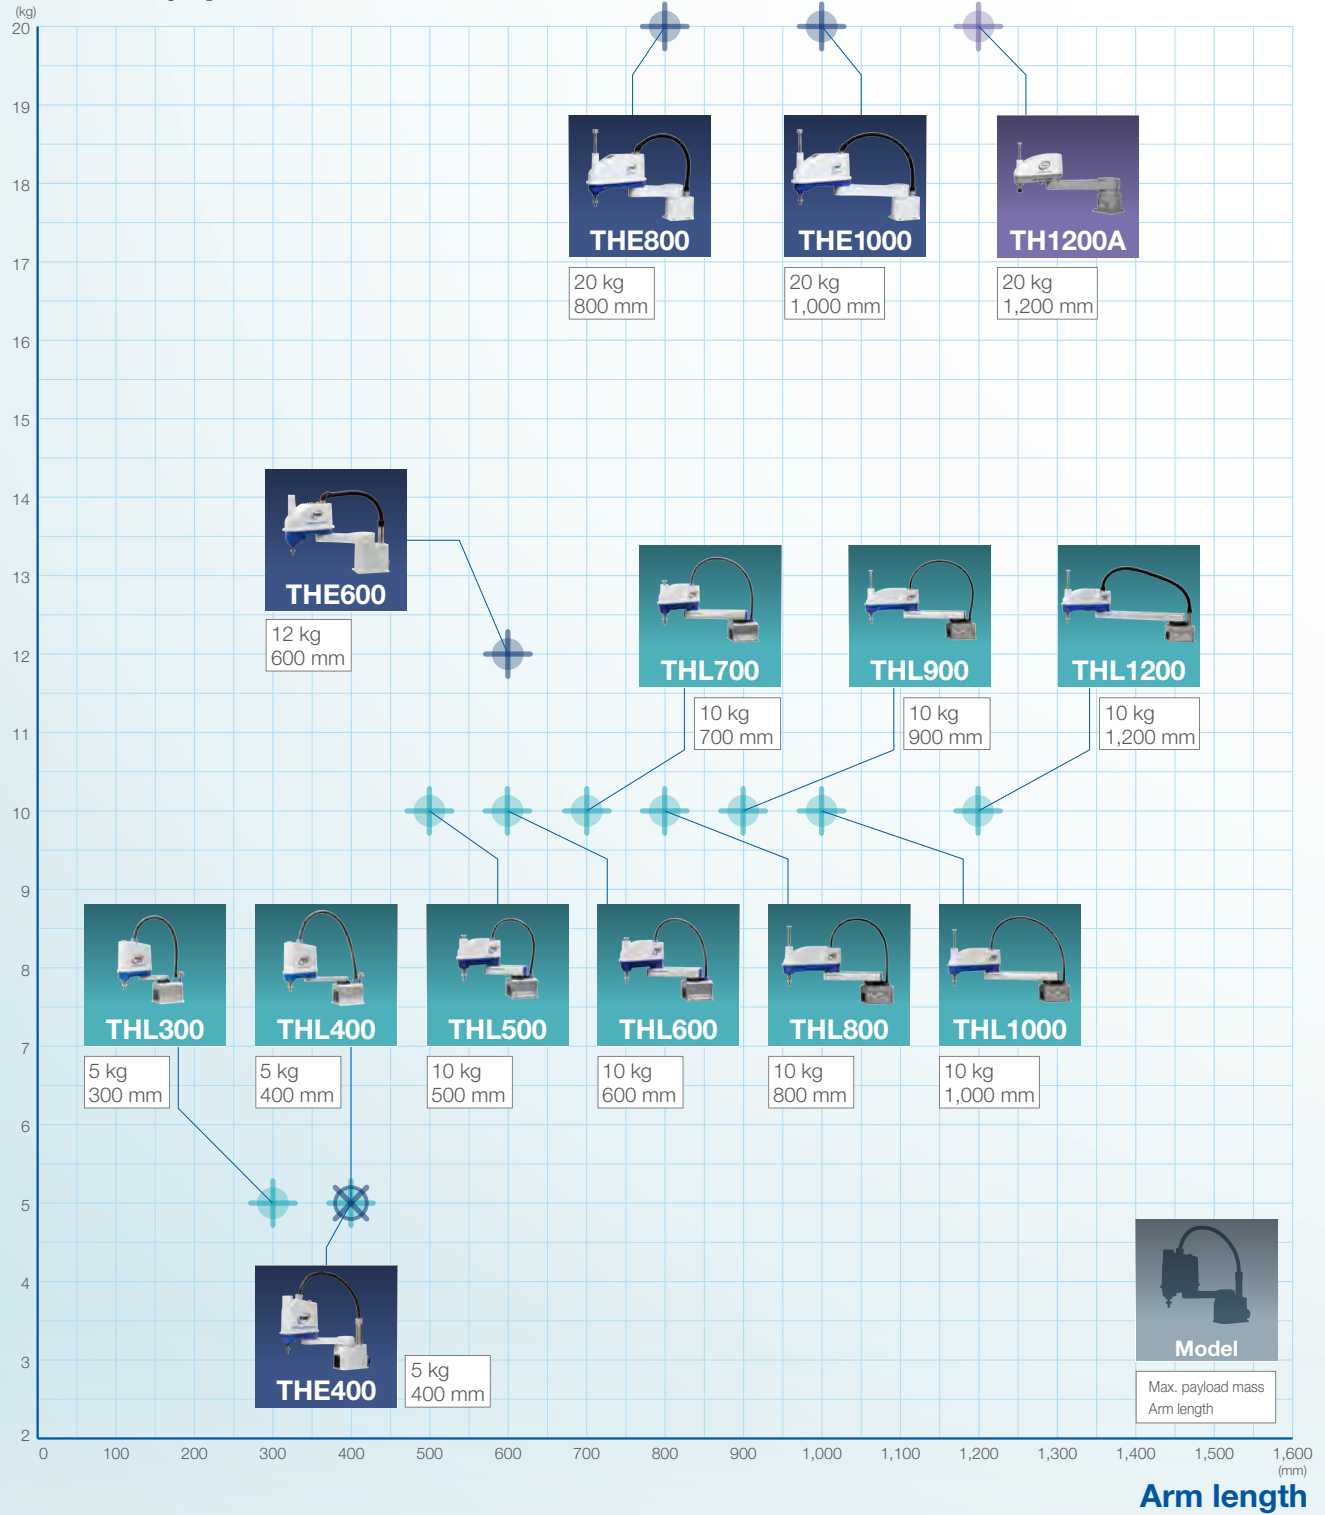 (kg)
20
19
18
17
16
15
14
13
12
11
10
9
8
7
6
5
4
3
2
THE800
20 kg
800 mm
THE1000
20 kg
1,000 mm
TH1200A
20 kg
1,200 mm
THE600
12 kg
600 mm
THL700
10 kg
700 mm
THL900
10 kg
900 mm
THL1200
10 kg
1,200 mm
THL300
5 kg
300 mm
THL400
5 kg
400 mm
THL500
10 kg
500 mm
THL600
10 kg
600 mm
THL800
10 kg
800 mm
THL1000
10 kg
1,000 mm
THE400
5 kg
400 mm
Model
Max. payload mass
Arm length
0 100 200 300 400 500 600 700 800 900 1,000 1,100 1,200 1,300 1,400 1,500 1,600
(mm)
Arm length